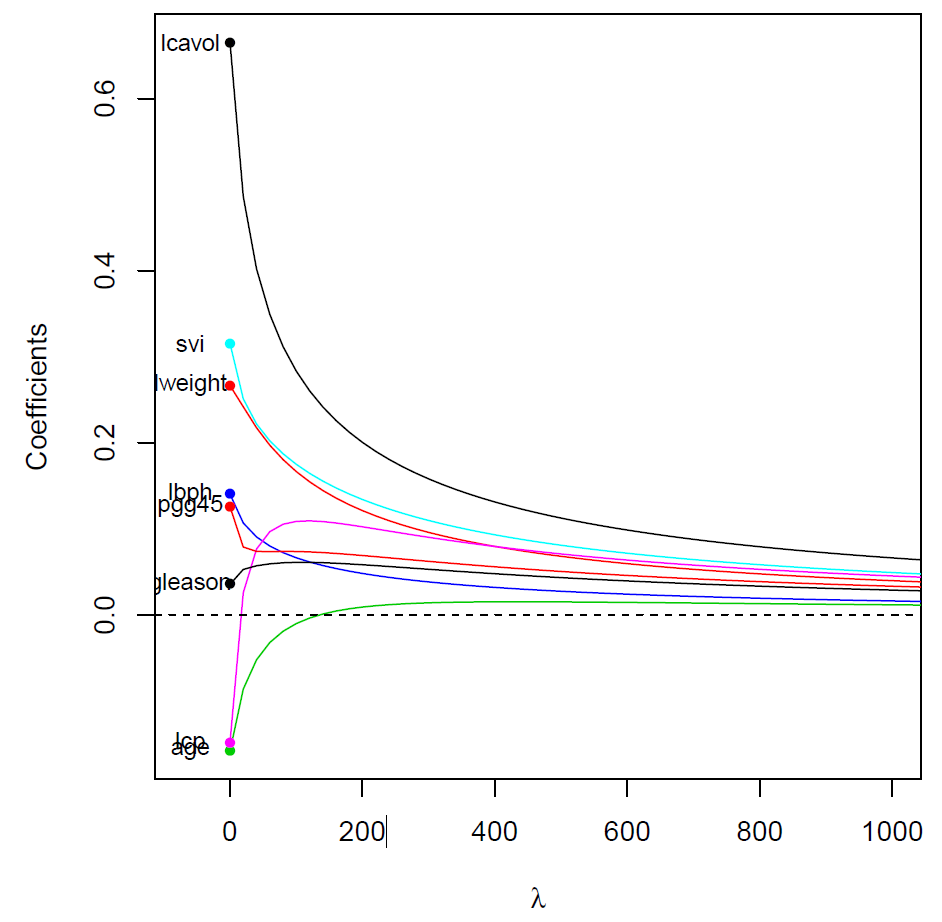 lcavol
0.6
0.4
svi
lweight
Coefficients
0.2
lbph
pgg45
gleason
0.0
lcp
age
0 200 400 600 800 1000
λ